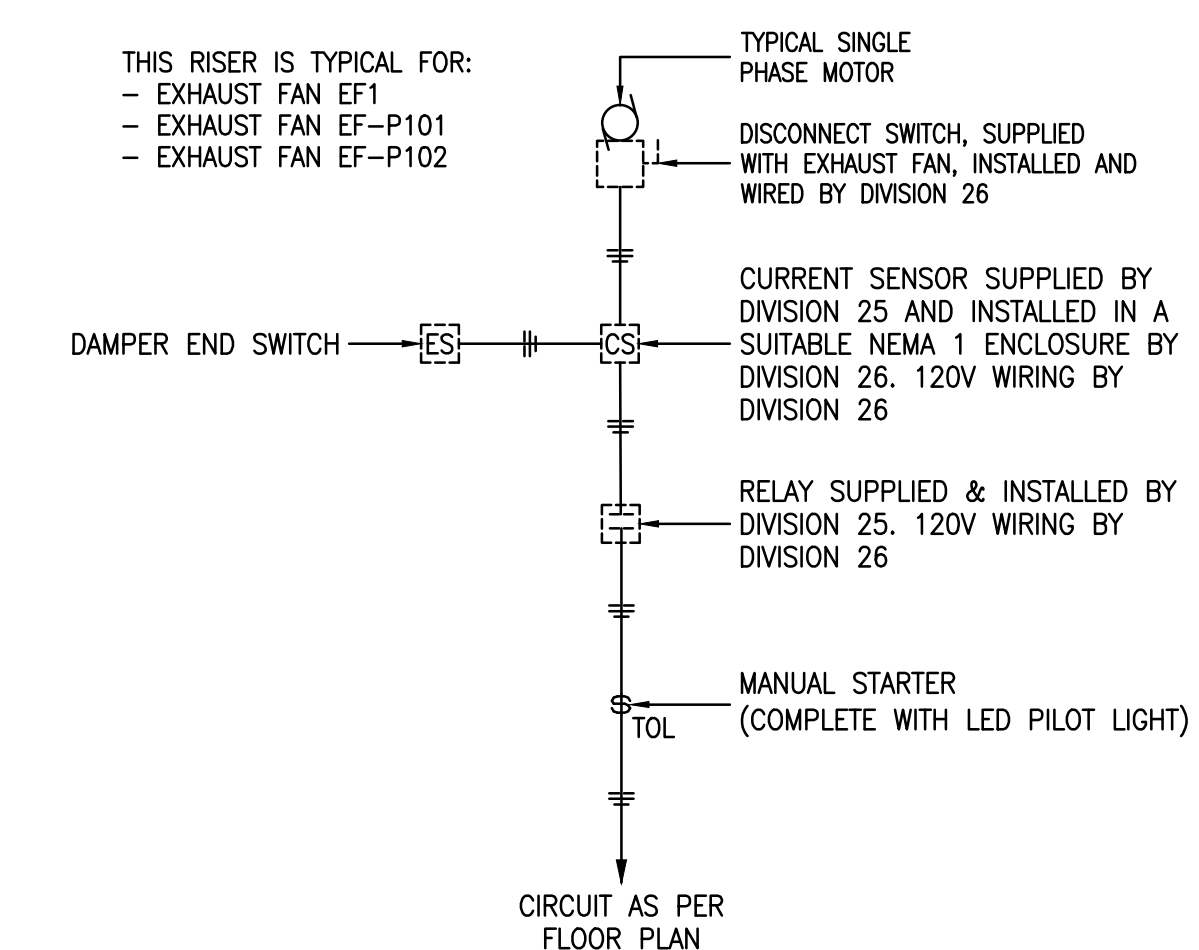 THIS RISER IS TYPICAL FOR:
- EXHAUST FAN EF1
- EXHAUST FAN EF-P101
- EXHAUST FAN EF-P102
TYPICAL SINGLE
PHASE MOTOR
DISCONNECT SWITCH, SUPPLIED
WITH EXHAUST FAN, INSTALLED AND
WIRED BY DIVISION 26
DAMPER END SWITCH
ES
CS
CURRENT SENSOR SUPPLIED BY
DIVISION 25 AND INSTALLED IN A
SUITABLE NEMA 1 ENCLOSURE BY
DIVISION 26. 120V WIRING BY
DIVISION 26
RELAY SUPPLIED & INSTALLED BY
DIVISION 25. 120V WIRING BY
DIVISION 26
S
TOL
MANUAL STARTER
(COMPLETE WITH LED PILOT LIGHT)
CIRCUIT AS PER
FLOOR PLAN